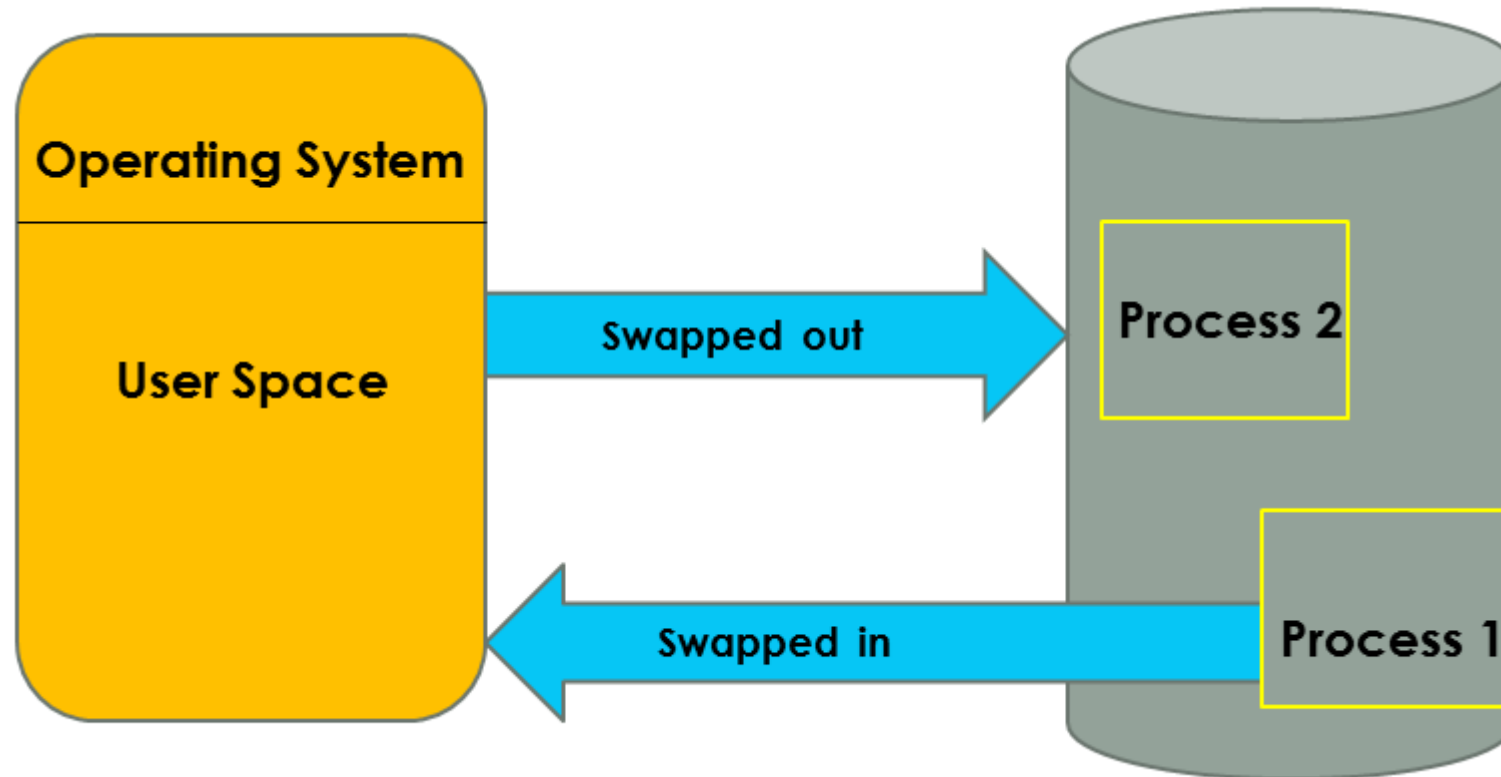 Operating System
User Space
Swapped out
Process 2
Swapped in
Process 1